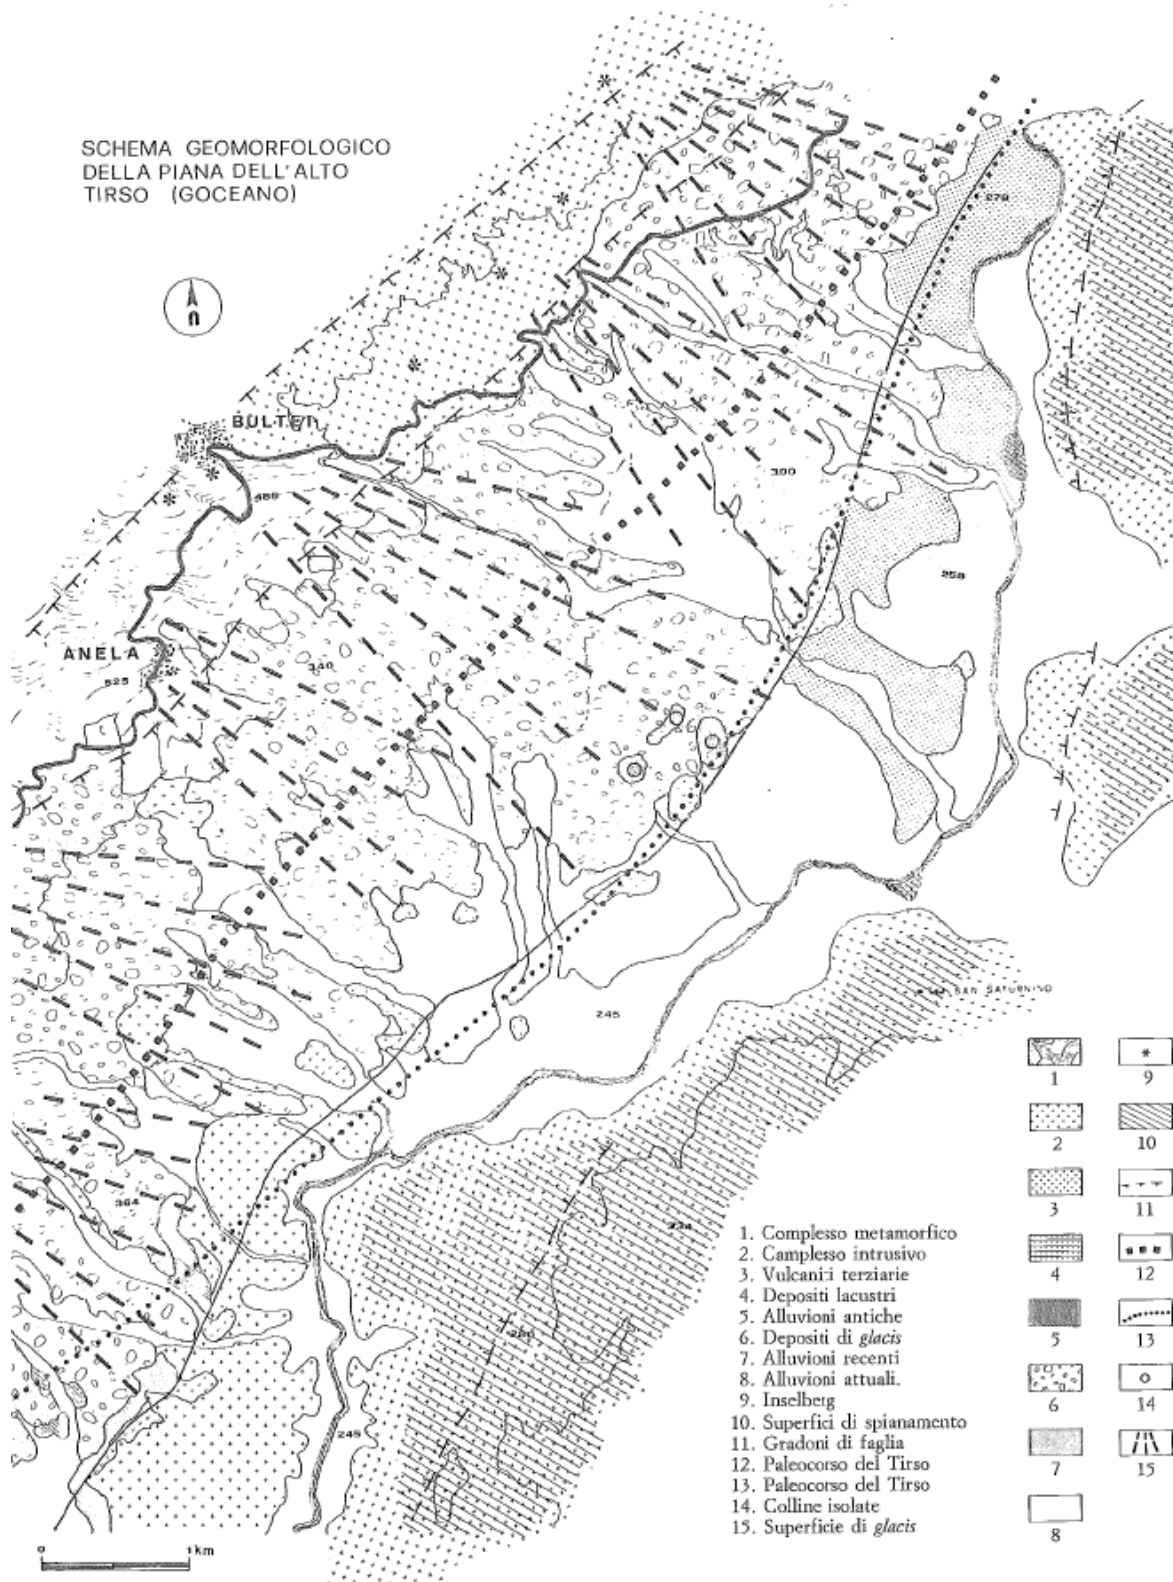 SCHEMA GEOMORFOLOGICO
DELLA PIANA DELL'ALTO
TIRSO (GOCEANO)
n
278
BULTEI
390
258
ANELA
525
340
SAN SATURNINO
245
364
245
1
9
2
10
3
11
4
12
5
13
6
14
7
15
8
1. Complesso metamorfico
2. Camplesso intrusivo
3. Vulcaniti terziarie
4. Depositi lacustri
5. Alluvioni antiche
6. Depositi di glacis
7. Alluvioni recenti
8. Alluvioni attuali.
9. Inselberg
10. Superfici di spianamento
11. Gradoni di faglia
12. Paleocorso del Tirso
13. Paleocorso del Tirso
14. Colline isolate
15. Superficie di glacis
0 1 km